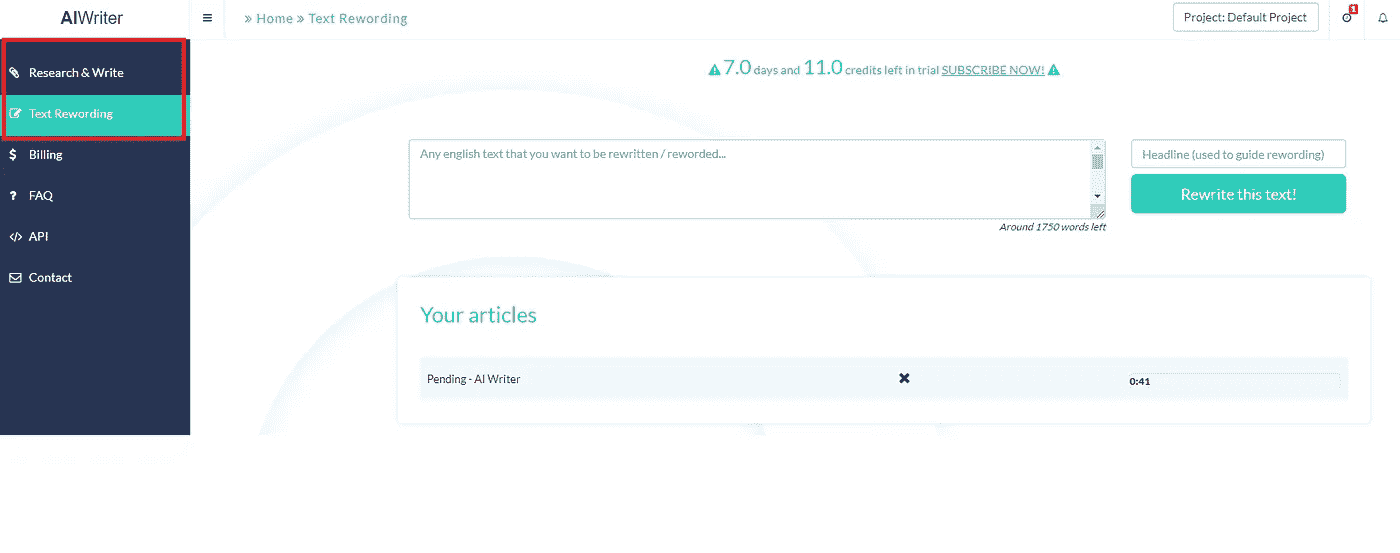 AIWriter
» Home » Text Rewording
Project: Default Project
1
Research & Write
Text Rewording
$ Billing
? FAQ
</> API
Contact
7.0 days and 11.0 credits left in trial SUBSCRIBE NOW!
Any english text that you want to be rewritten / reworded...
Around 1750 words left
Headline (used to guide rewording)
Rewrite this text!
Your articles
Pending - AI Writer
0:41